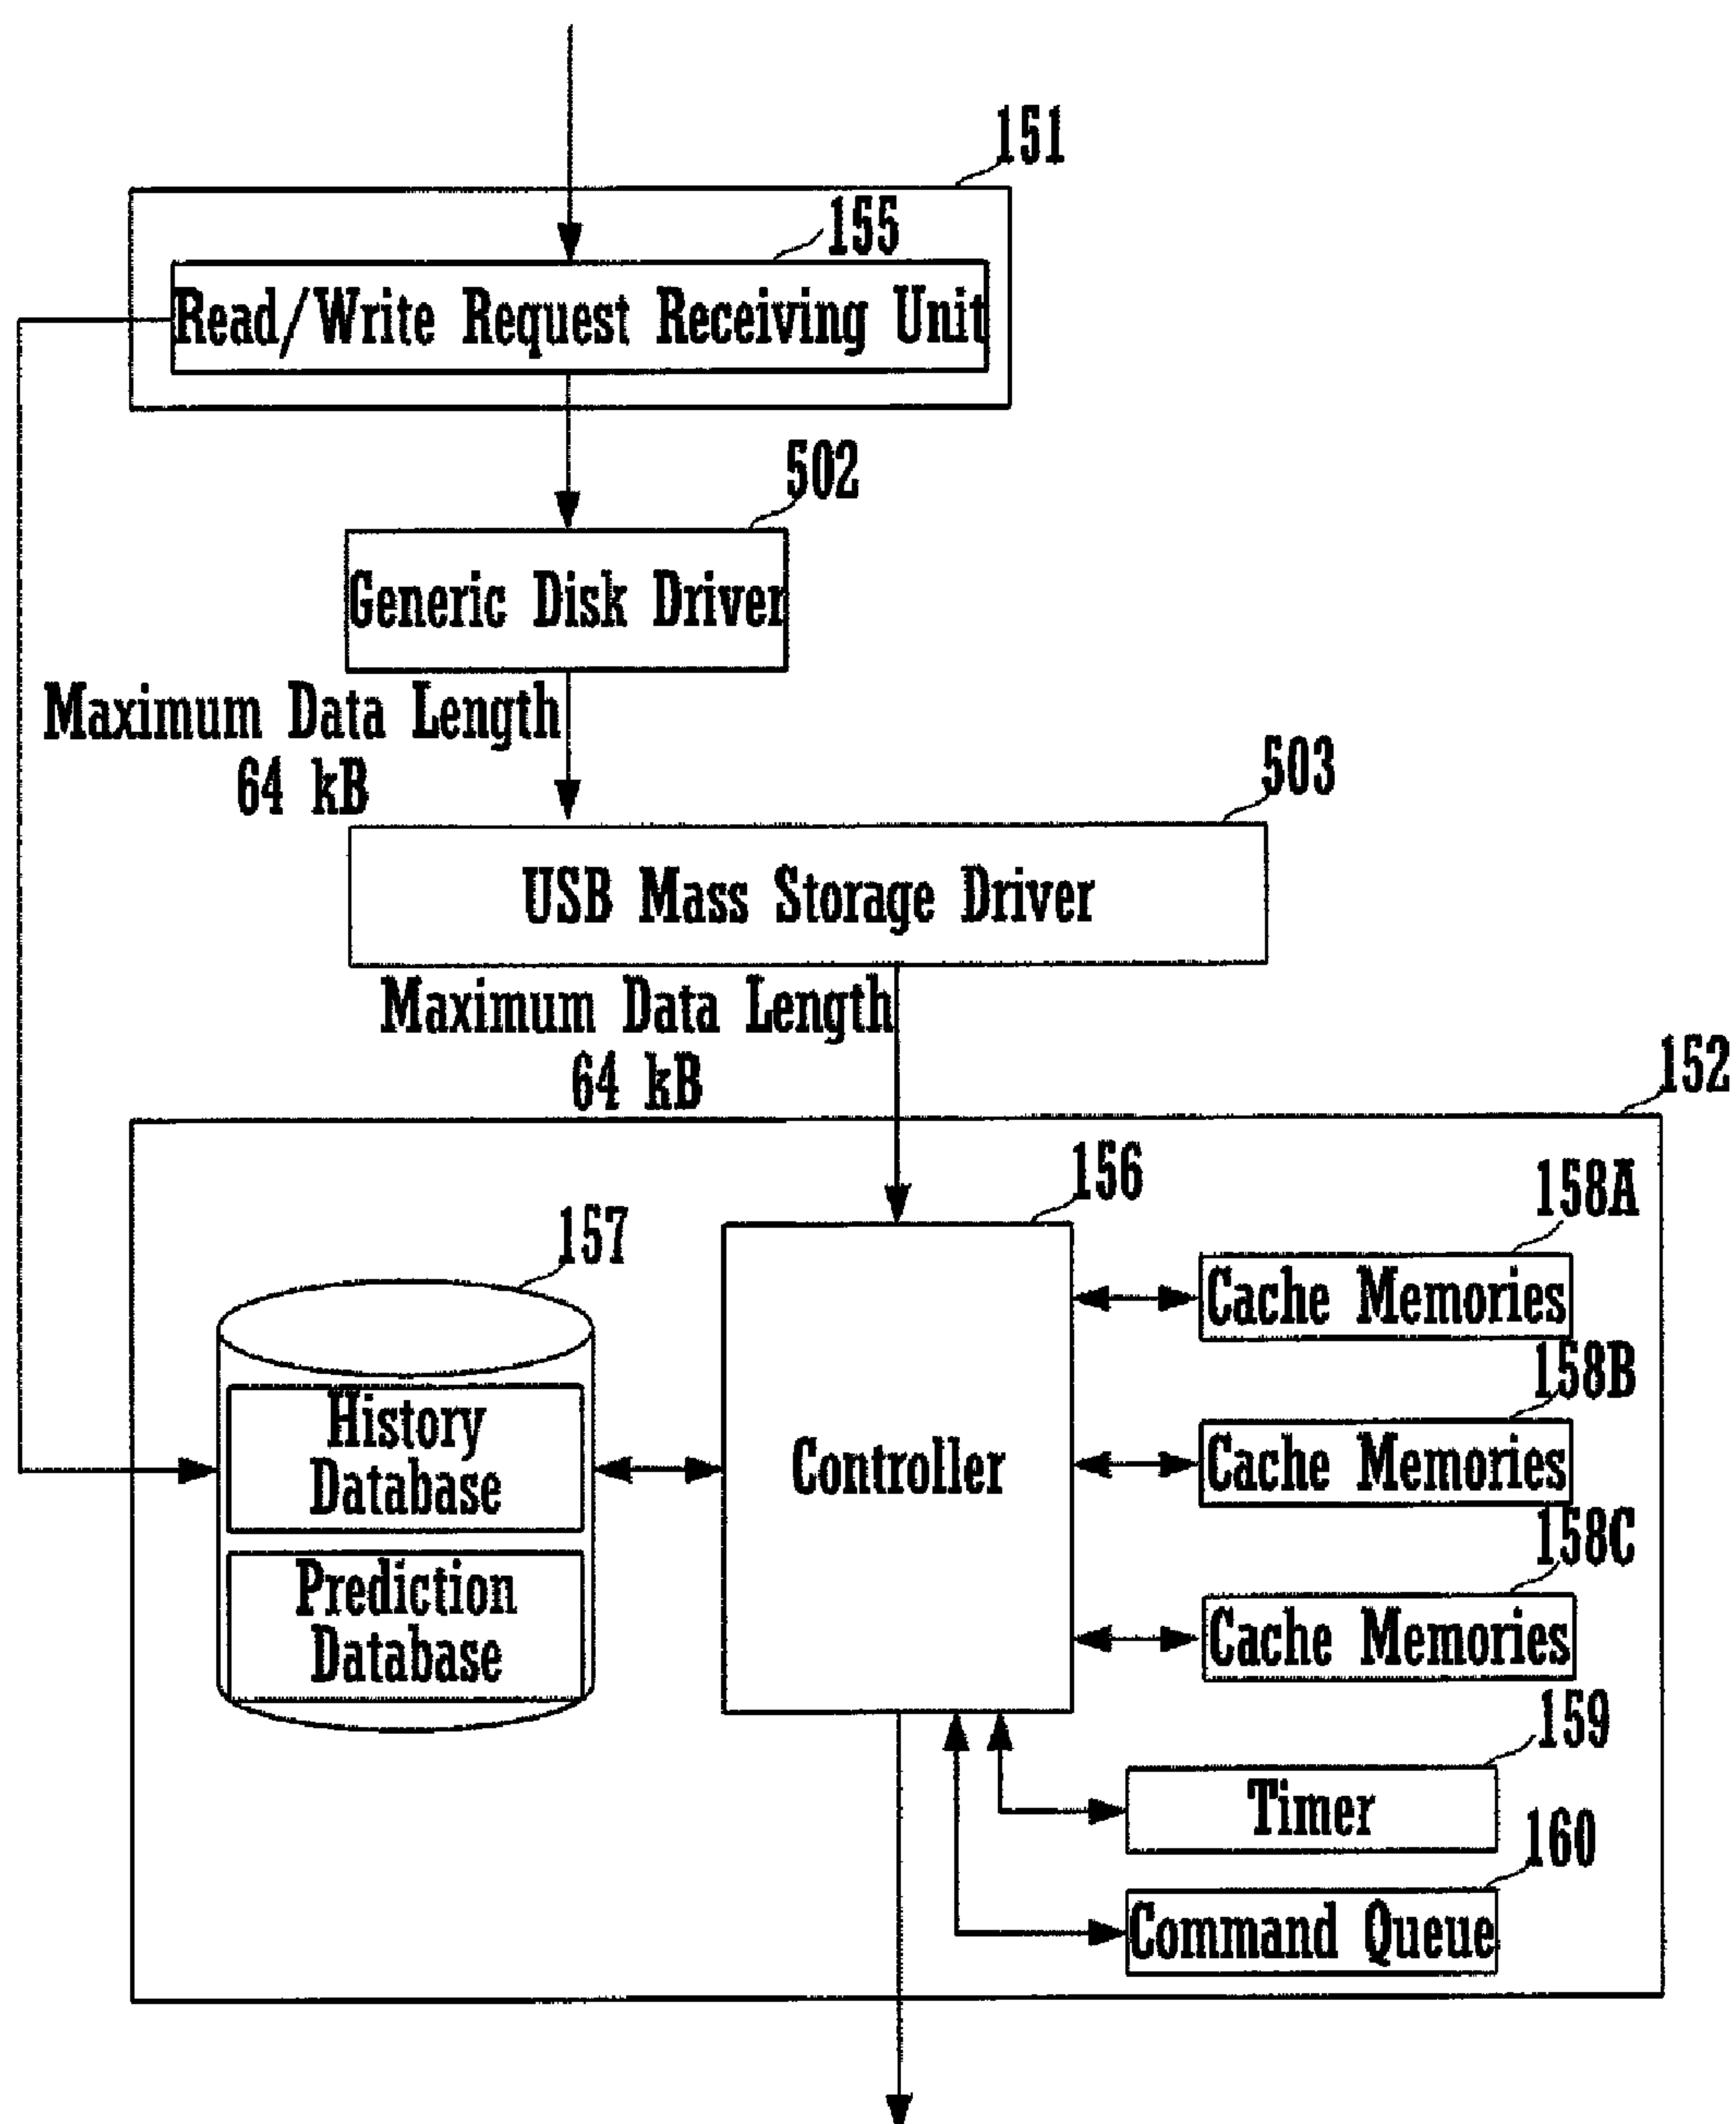 151
155
Read/Write Request Receiving Unit
502
Generic Disk Driver
Maximum Data Length
64 kB
503
USB Mass Storage Driver
Maximum Data Length
64 kB
152
156
158A
157
Cache Memories
158B
History
Database
Controller
Cache Memories
158C
Prediction
Database
Cache Memories
159
Timer
160
Command Queue